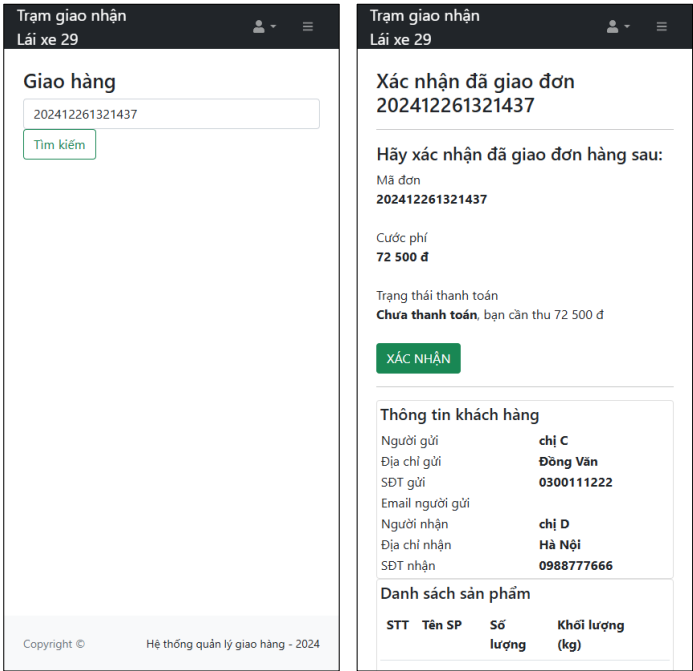 Trạm giao nhận
Lái xe 29
Giao hàng
202412261321437
Tìm kiếm
Copyright © Hệ thống quản lý giao hàng - 2024
Trạm giao nhận
Lái xe 29
Xác nhận đã giao đơn
202412261321437
Hãy xác nhận đã giao đơn hàng sau:
Mã đơn
202412261321437
Cước phí
72 500 đ
Trạng thái thanh toán
Chưa thanh toán, bạn cần thu 72 500 đ
XÁC NHẬN
Thông tin khách hàng
Người gửi chị C
Địa chỉ gửi Đồng Văn
SĐT gửi 0300111222
Email người gửi
Người nhận chị D
Địa chỉ nhận Hà Nội
SĐT nhận 0988777666
Danh sách sản phẩm
STT Tên SP Số lượng Khối lượng (kg)